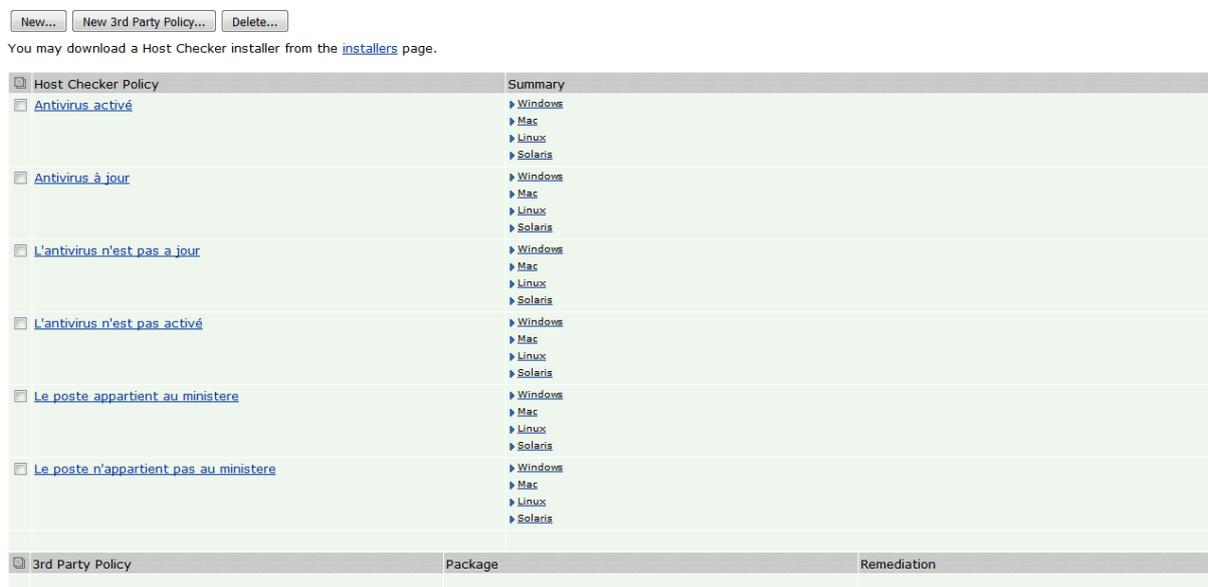 New... New 3rd Party Policy... Delete...
You may download a Host Checker installer from the installers page.
Host Checker Policy Summary
Antivirus activé Windows
Mac
Linux
Solaris
Antivirus à jour Windows
Mac
Linux
Solaris
L'antivirus n'est pas a jour Windows
Mac
Linux
Solaris
L'antivirus n'est pas activé Windows
Mac
Linux
Solaris
Le poste appartient au ministere Windows
Mac
Linux
Solaris
Le poste n'appartient pas au ministere Windows
Mac
Linux
Solaris
3rd Party Policy Package Remediation